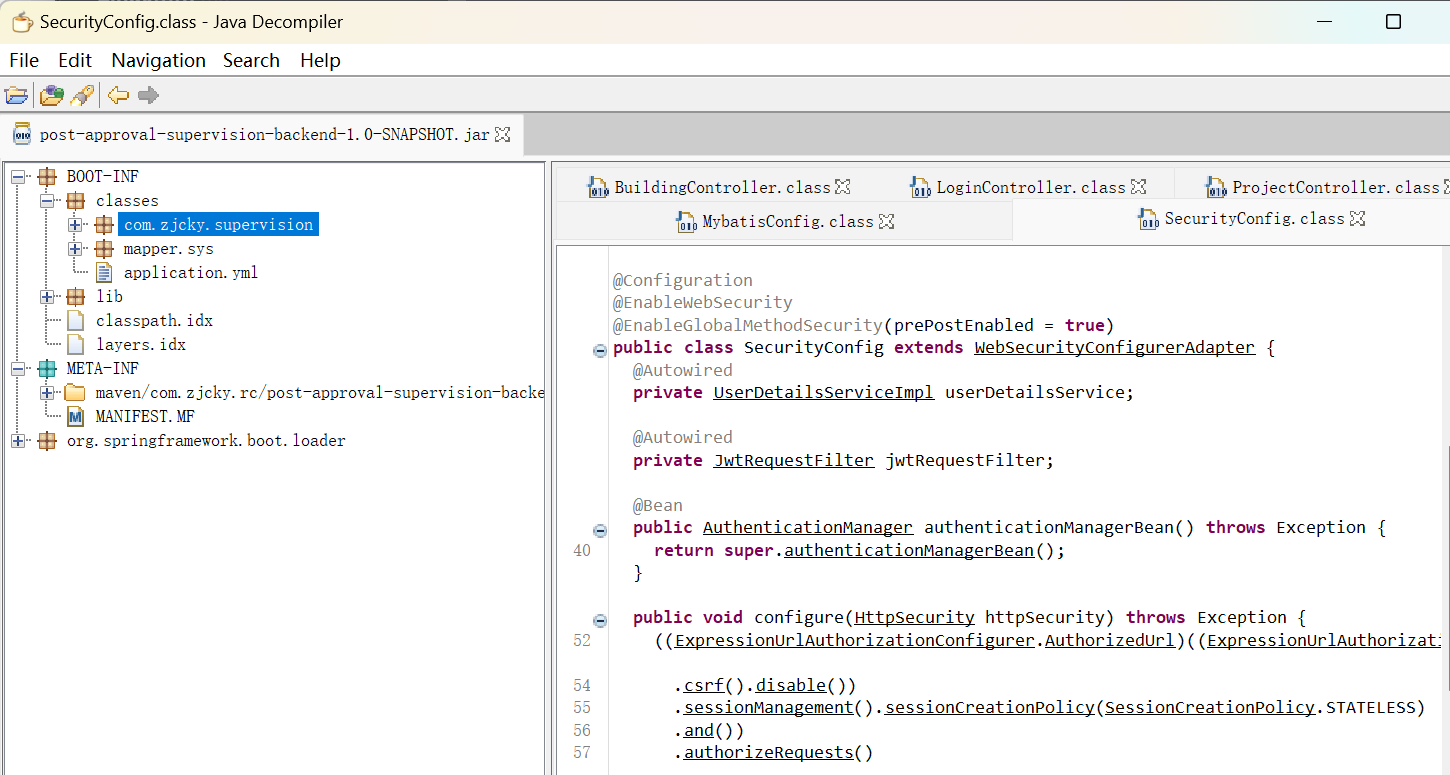 SecurityConfig.class - Java Decompiler
File Edit Navigation Search Help
post-approval-supervision-backend-1.0-SNAPSHOT.jar
BOOT-INF
classes
com.zjcky.supervision
mapper.sys
application.yml
lib
classpath.idx
layers.idx
META-INF
maven/com.zjcky.rc/post-approval-supervision-backe
MANIFEST.MF
org.springframework.boot.loader
BuildingController.class LoginController.class ProjectController.class
MybatisConfig.class SecurityConfig.class
@Configuration
@EnableWebSecurity
@EnableGlobalMethodSecurity(prePostEnabled = true)
public class SecurityConfig extends WebSecurityConfigurerAdapter {
@Autowired
private UserDetailsServiceImpl userDetailsService;
@Autowired
private JwtRequestFilter jwtRequestFilter;
@Bean
public AuthenticationManager authenticationManagerBean() throws Exception {
40 return super.authenticationManagerBean();
}
public void configure(HttpSecurity httpSecurity) throws Exception {
52 ((ExpressionUrlAuthorizationConfigurer.AuthorizedUrl)((ExpressionUrlAuthorizati
54 .csrf().disable())
55 .sessionManagement().sessionCreationPolicy(SessionCreationPolicy.STATELESS)
56 .and())
57 .authorizeRequests()